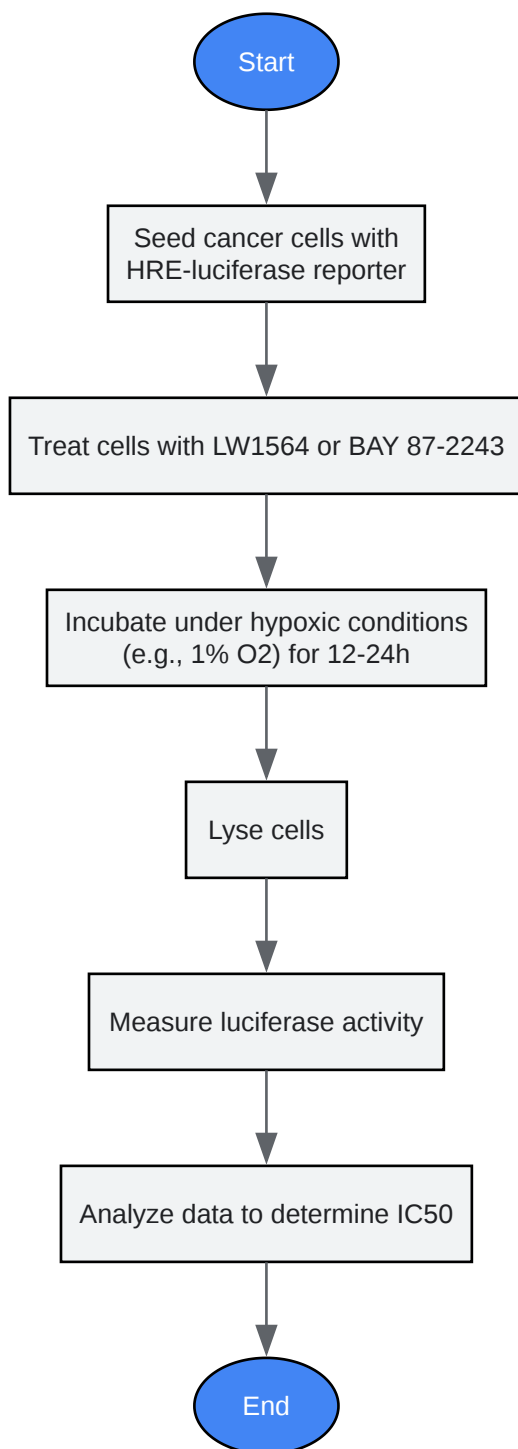 Start
Seed cancer cells with
HRE-luciferase reporter
Treat cells with LW1564 or BAY 87-2243
Incubate under hypoxic conditions
(e.g., 1% O2) for 12-24h
Lyse cells
Measure luciferase activity
Analyze data to determine IC50
End